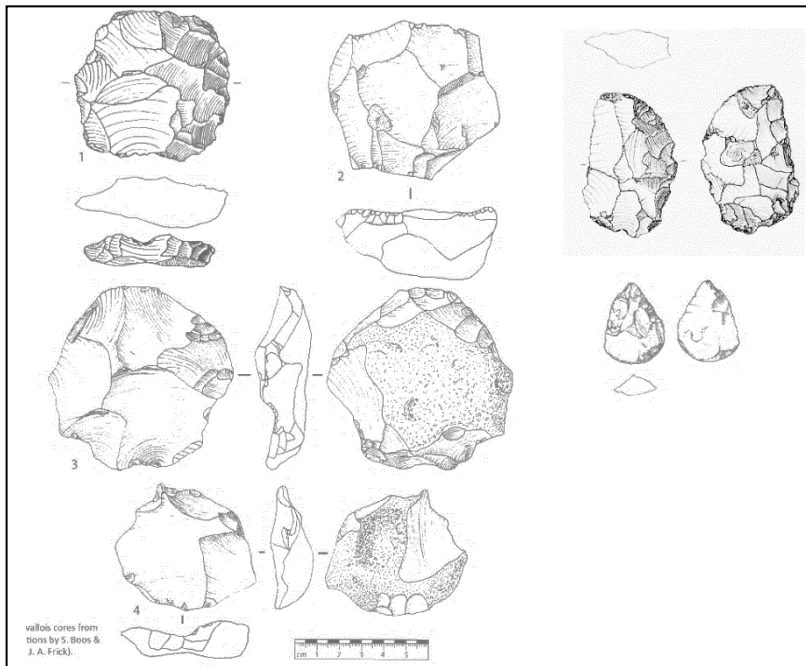 1
2
3
4
vallois cores from
tions by S. Boos &
J. A. Frick).
cm 1 2 3 4 5